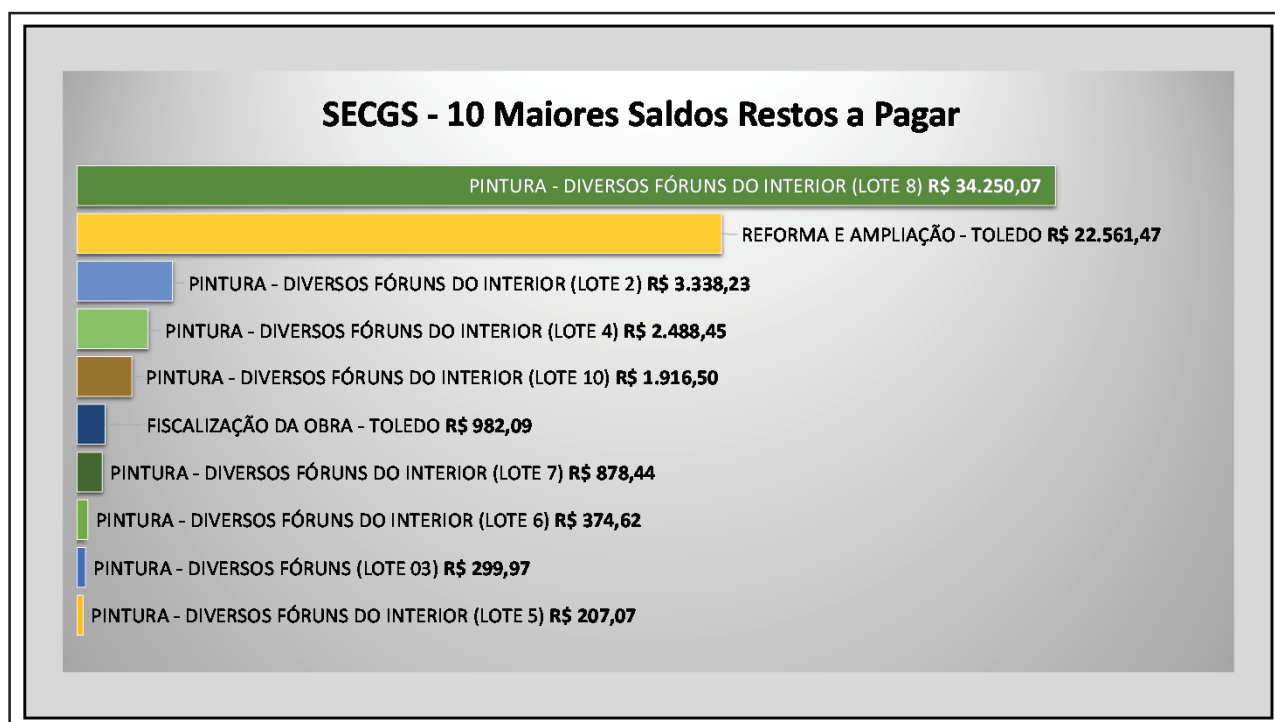 SECGS - 10 Maiores Saldos Restos a Pagar
PINTURA - DIVERSOS FÓRUNS DO INTERIOR (LOTE 8) R$ 34.250,07
REFORMA E AMPLIAÇÃO - TOLEDO R$ 22.561,47
PINTURA - DIVERSOS FÓRUNS DO INTERIOR (LOTE 2) R$ 3.338,23
PINTURA - DIVERSOS FÓRUNS DO INTERIOR (LOTE 4) R$ 2.488,45
PINTURA - DIVERSOS FÓRUNS DO INTERIOR (LOTE 10) R$ 1.916,50
FISCALIZAÇÃO DA OBRA - TOLEDO R$ 982,09
PINTURA - DIVERSOS FÓRUNS DO INTERIOR (LOTE 7) R$ 878,44
PINTURA - DIVERSOS FÓRUNS DO INTERIOR (LOTE 6) R$ 374,62
PINTURA - DIVERSOS FÓRUNS (LOTE 03) R$ 299,97
PINTURA - DIVERSOS FÓRUNS DO INTERIOR (LOTE 5) R$ 207,07